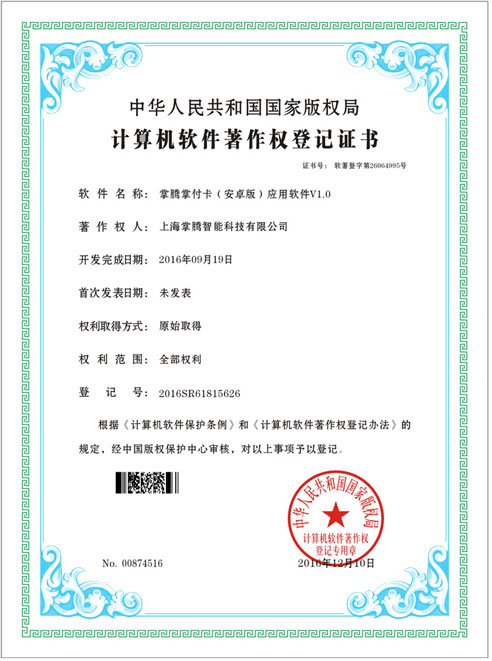 中华人民共和国国家版权局
计算机软件著作权登记证书
证书号： 软著登字第26064995号
软件名称： 掌腾掌付卡（安卓版）应用软件V1.0
著作权人： 上海掌腾智能科技有限公司
开发完成日期： 2016年09月19日
首次发表日期： 未发表
权利取得方式： 原始取得
权利范围： 全部权利
登记号： 2016SR61815626
根据《计算机软件保护条例》和《计算机软件著作权登记办法》的
规定，经中国版权保护中心审核，对以上事项予以登记。
中华人民共和国国家版权局
计算机软件著作权
登记专用章
No. 00874516
2016年12月10日